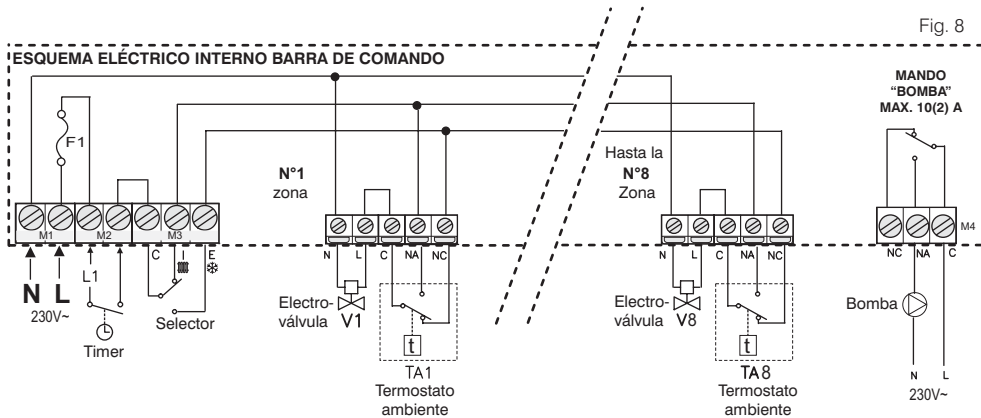 Fig. 8
ESQUEMA ELÉCTRICO INTERNO BARRA DE COMANDO
MANDO
“BOMBA”
MAX. 10(2) A
F1
N°1
zona
Hasta la
N°8
Zona
M1
M2
M3
M4
N
L
230V~
L1
Timer
C
E
Selector
N
L
C
NA
NC
Electro-
válvula
V1
t
TA1
Termostato
ambiente
N
L
C
NA
NC
Electro-
válvula
V8
t
TA8
Termostato
ambiente
NC
NA
C
Bomba
N
L
230V~